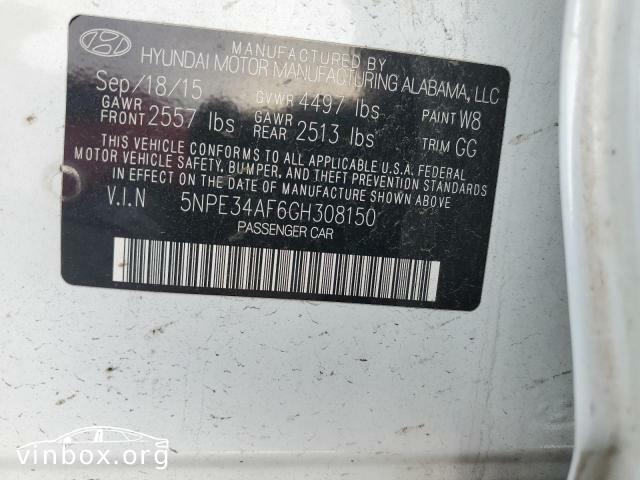 MANUFACTURED BY
HYUNDAI MOTOR MANUFACTURING ALABAMA, LLC
Sep/18/15 GVWR 4497 lbs PAINT W8
GAWR FRONT 2557 lbs GAWR REAR 2513 lbs TRIM GG
THIS VEHICLE CONFORMS TO ALL APPLICABLE U.S.A. FEDERAL
MOTOR VEHICLE SAFETY, BUMPER, AND THEFT PREVENTION STANDARDS
IN EFFECT ON THE DATE OF MANUFACTURE SHOWN ABOVE
V.I.N 5NPE34AF6GH308150
PASSENGER CAR
vinbox.org